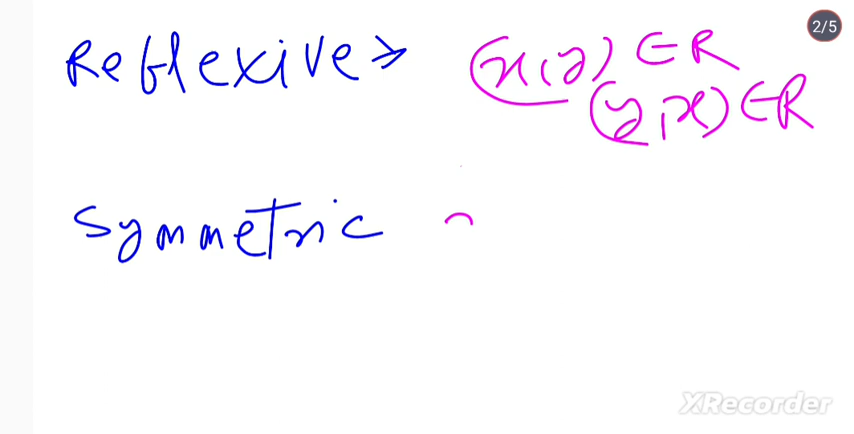 2/5
Reflexive ⇒ (x,y) ∈ R
(y,x) ∈ R
Symmetric
XRecorder